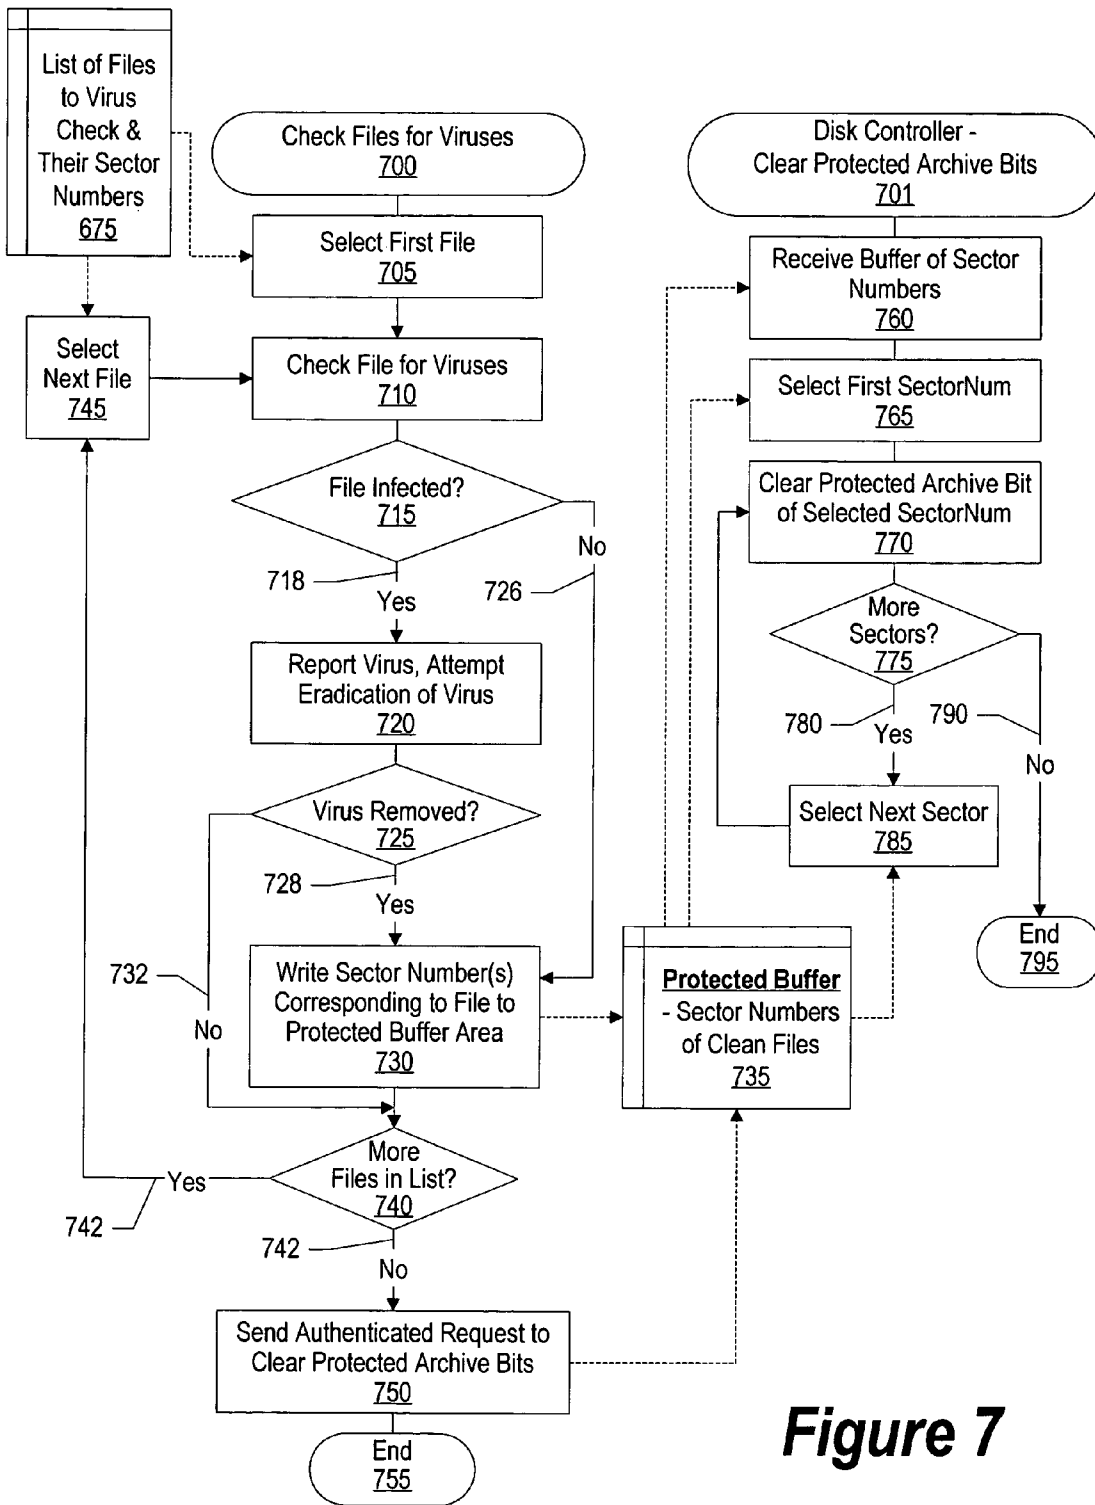 List of Files
to Virus
Check &
Their Sector
Numbers
675
Check Files for Viruses
700
Select First File
705
Select
Next File
745
Check File for Viruses
710
File Infected?
715
718
Yes
726
No
Report Virus, Attempt
Eradication of Virus
720
Virus Removed?
725
728
Yes
732
No
Write Sector Number(s)
Corresponding to File to
Protected Buffer Area
730
Protected Buffer
- Sector Numbers
of Clean Files
735
More
Files in List?
740
Yes
742
742
No
Send Authenticated Request to
Clear Protected Archive Bits
750
End
755
Disk Controller -
Clear Protected Archive Bits
701
Receive Buffer of Sector
Numbers
760
Select First SectorNum
765
Clear Protected Archive Bit
of Selected SectorNum
770
More
Sectors?
775
780
Yes
790
No
Select Next Sector
785
End
795
Figure 7